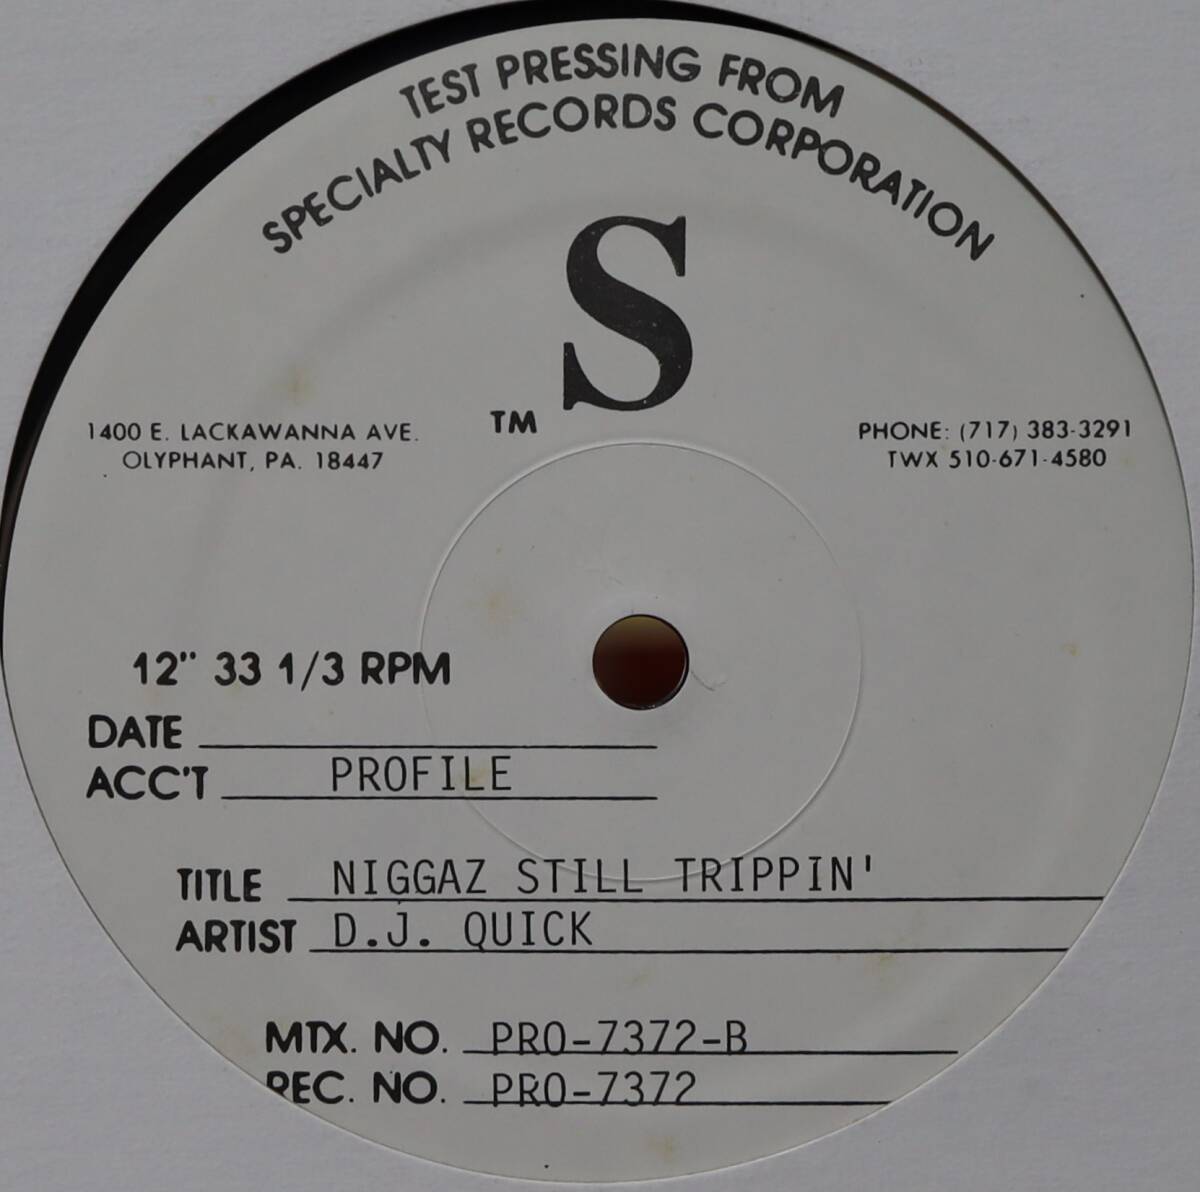 TEST PRESSING FROM
SPECIALTY RECORDS CORPORATION
S
TM
1400 E. LACKAWANNA AVE.
OLYPHANT, PA. 18447
PHONE: (717) 383-3291
TWX 510-671-4580
12" 33 1/3 RPM
DATE
ACC'T PROFILE
TITLE NIGGAZ STILL TRIPPIN'
ARTIST D.J. QUICK
MTX. NO. PRO-7372-B
REC. NO. PRO-7372